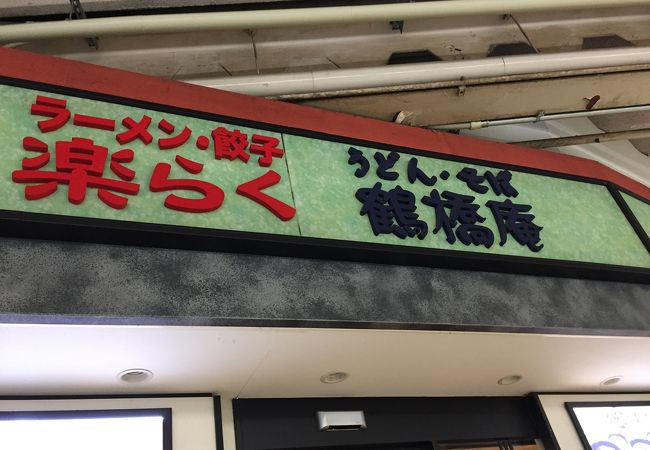 ラーメン・餃子
楽らく
うどん・そば
鶴橋庵